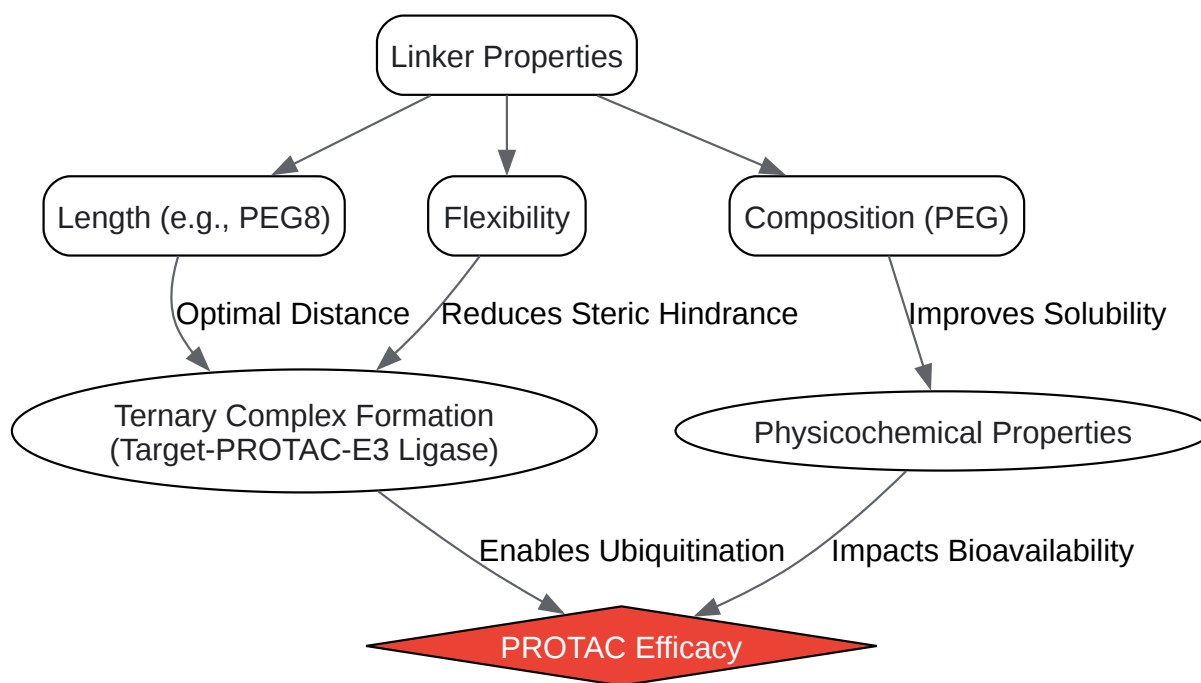 Linker Properties
Length (e.g., PEG8)
Flexibility
Composition (PEG)
Optimal Distance
Reduces Steric Hindrance
Improves Solubility
Ternary Complex Formation
(Target-PROTAC-E3 Ligase)
Physicochemical Properties
Enables Ubiquitination
Impacts Bioavailability
PROTAC Efficacy